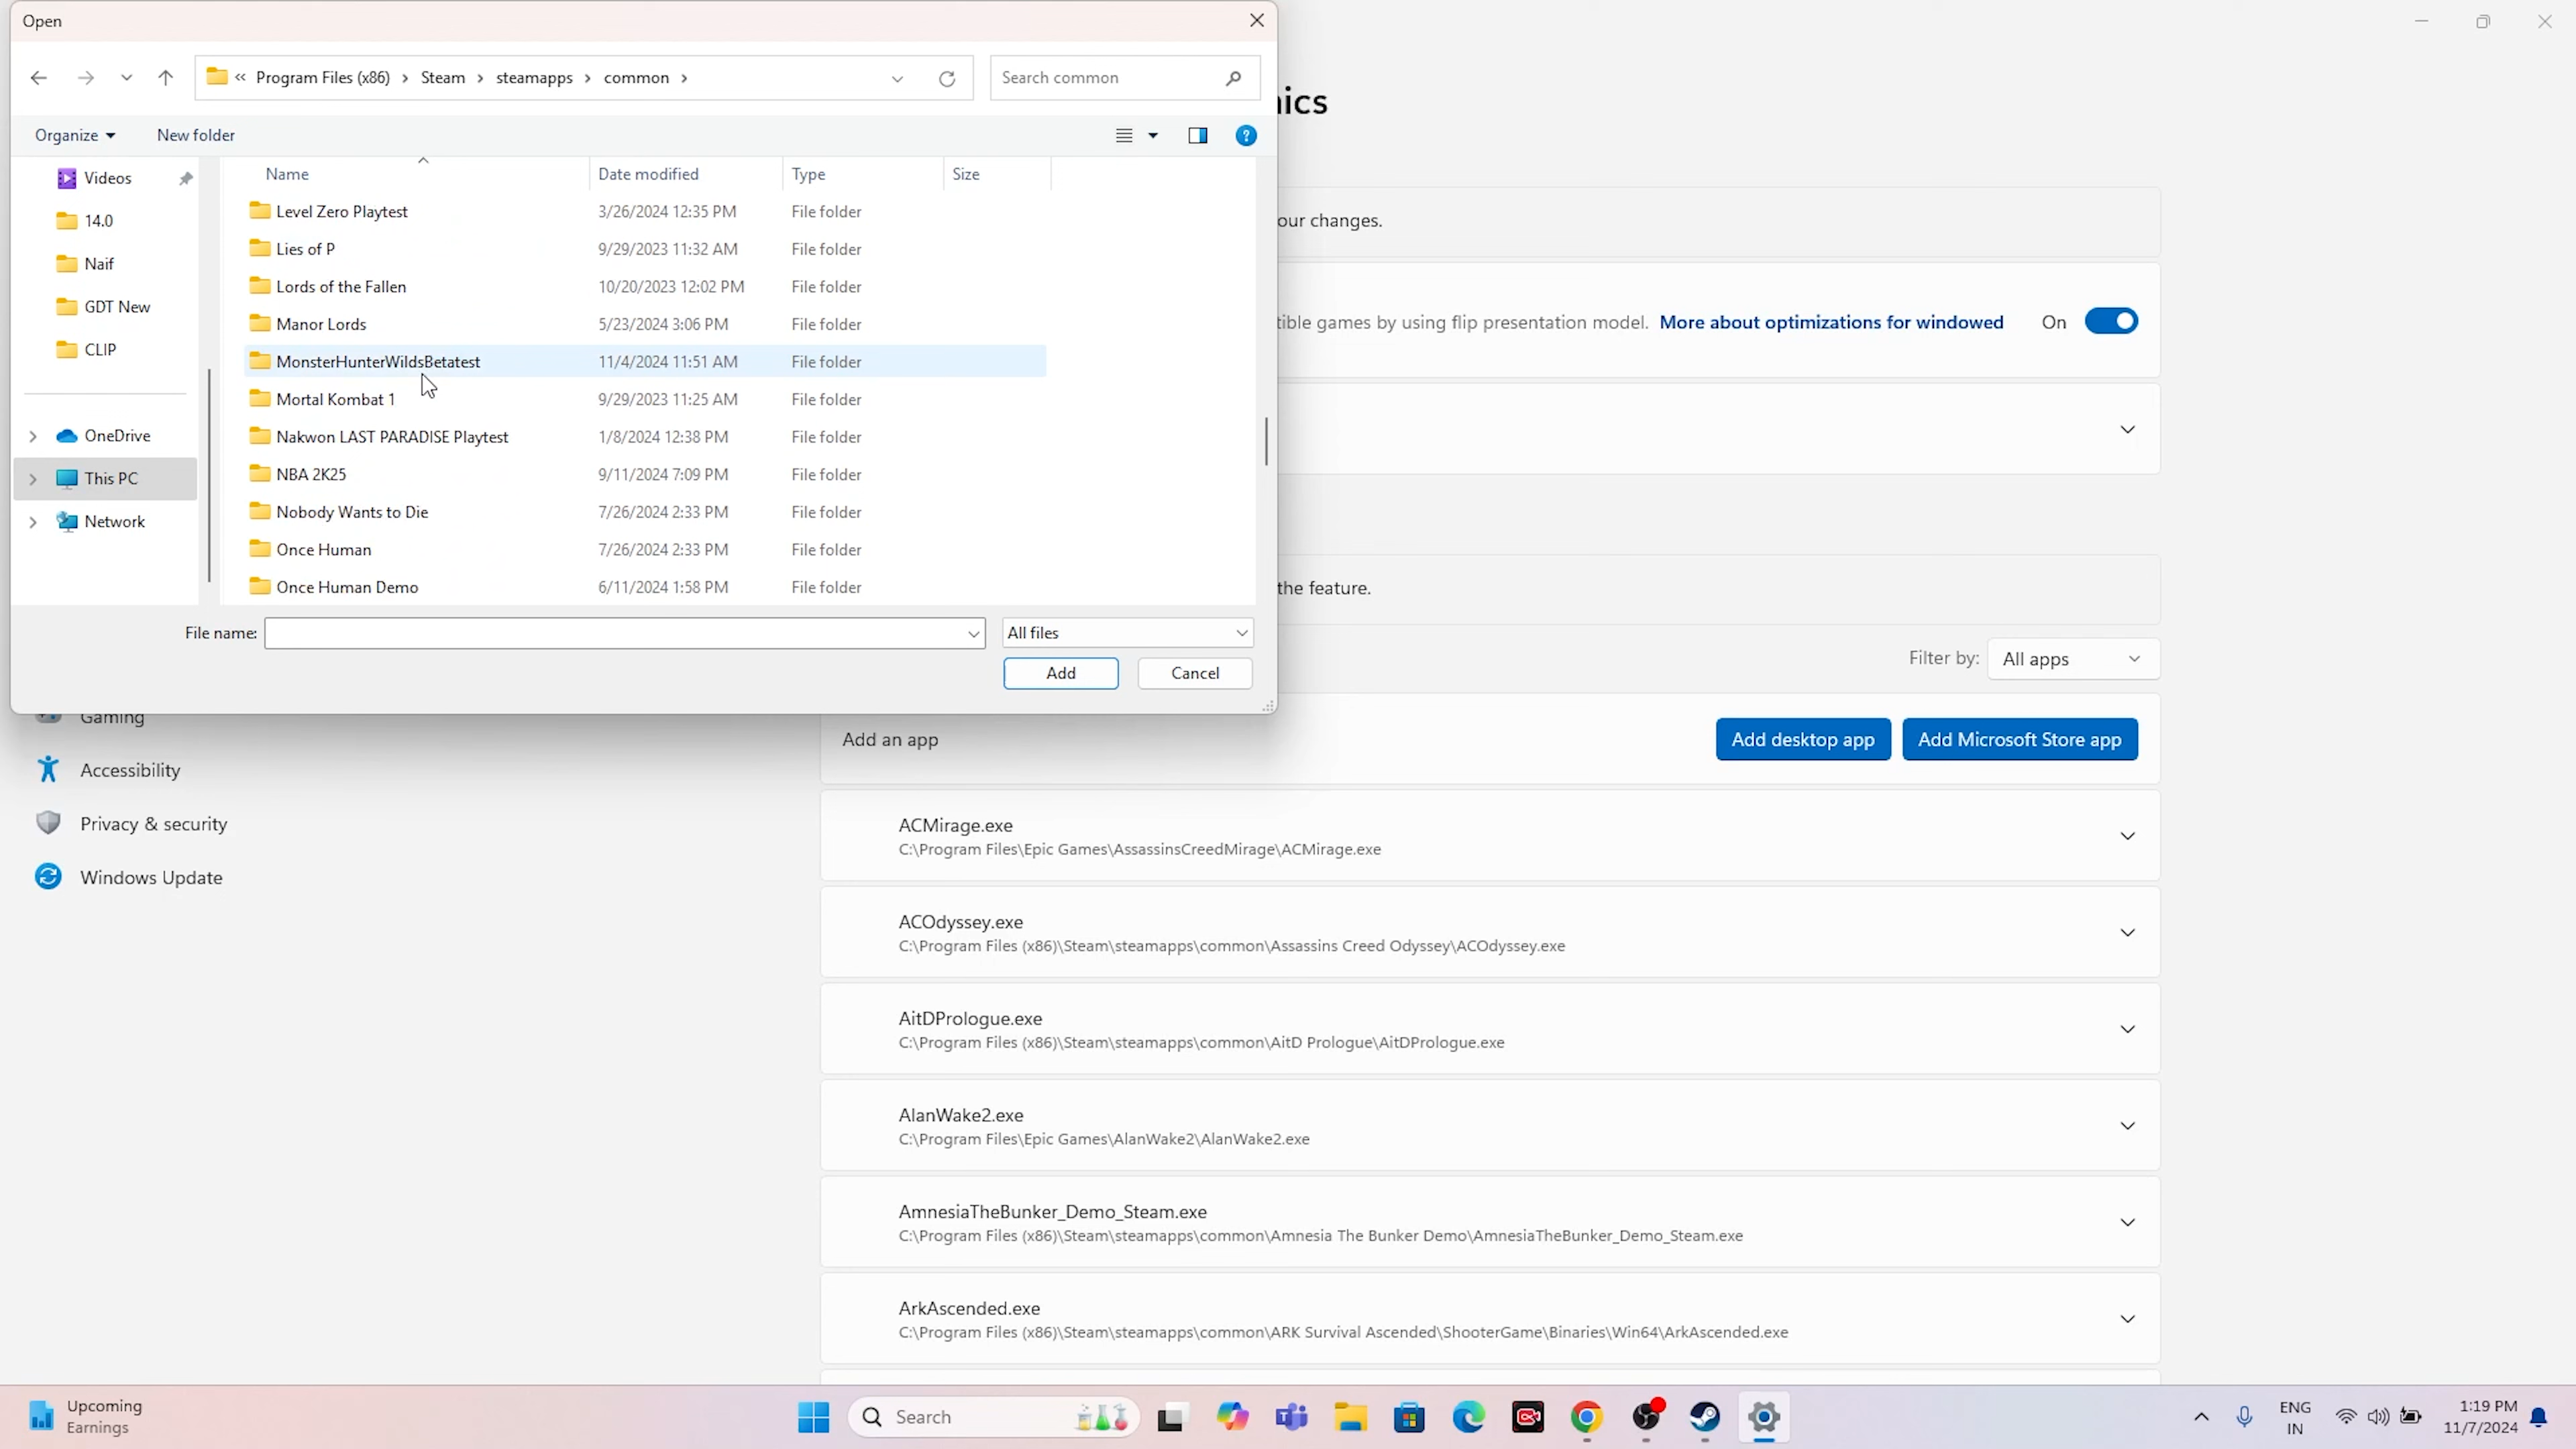 Open
Program Files (x86) › Steam › steamapps › common ›
Search common
Organize
New folder
Videos
14.0
Naif
GDT New
CLIP
OneDrive
This PC
Network
Name Date modified Type Size
Level Zero Playtest 3/26/2024 12:35 PM File folder
Lies of P 9/29/2023 11:32 AM File folder
Lords of the Fallen 10/20/2023 12:02 PM File folder
Manor Lords 5/23/2024 3:06 PM File folder
MonsterHunterWildsBetatest 11/4/2024 11:51 AM File folder
Mortal Kombat 1 9/29/2023 11:25 AM File folder
Nakwon LAST PARADISE Playtest 1/8/2024 12:38 PM File folder
NBA 2K25 9/11/2024 7:09 PM File folder
Nobody Wants to Die 7/26/2024 2:33 PM File folder
Once Human 7/26/2024 2:33 PM File folder
Once Human Demo 6/11/2024 1:58 PM File folder
File name:
All files
Add
Cancel
ics
our changes.
tible games by using flip presentation model. More about optimizations for windowed
On
the feature.
Filter by: All apps
Gaming
Accessibility
Privacy & security
Windows Update
Add an app
Add desktop app
Add Microsoft Store app
ACMirage.exe
C:\Program Files\Epic Games\AssassinsCreedMirage\ACMirage.exe
ACOdyssey.exe
C:\Program Files (x86)\Steam\steamapps\common\Assassins Creed Odyssey\ACOdyssey.exe
AitDPrologue.exe
C:\Program Files (x86)\Steam\steamapps\common\AitD Prologue\AitDPrologue.exe
AlanWake2.exe
C:\Program Files\Epic Games\AlanWake2\AlanWake2.exe
AmnesiaTheBunker_Demo_Steam.exe
C:\Program Files (x86)\Steam\steamapps\common\Amnesia The Bunker Demo\AmnesiaTheBunker_Demo_Steam.exe
ArkAscended.exe
C:\Program Files (x86)\Steam\steamapps\common\ARK Survival Ascended\ShooterGame\Binaries\Win64\ArkAscended.exe
Upcoming
Earnings
Search
ENG
IN
1:19 PM
11/7/2024